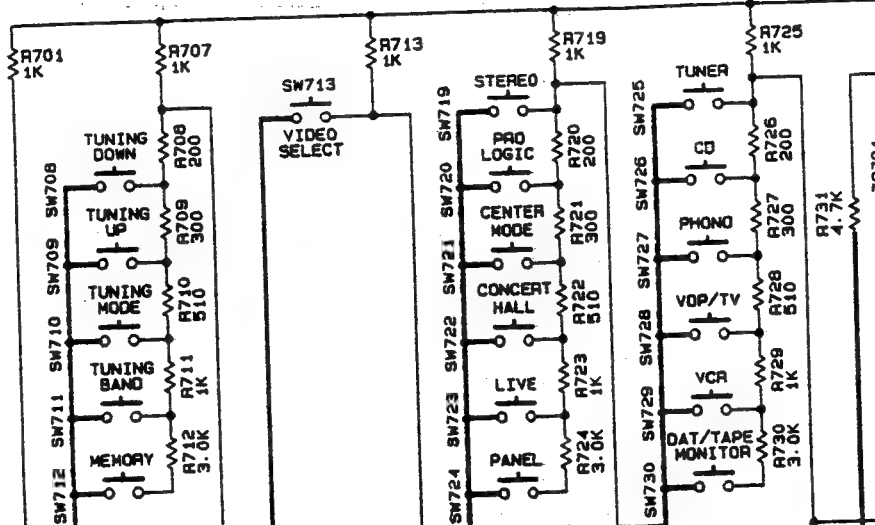 R701
1K
R707
1K
R713
1K
R719
1K
R725
1K
SW713
VIDEO
SELECT
TUNING
DOWN
SW708
R708
200
TUNING
UP
SW709
R709
300
TUNING
MODE
SW710
R710
510
TUNING
BAND
SW711
R711
1K
MEMORY
SW712
R712
3.0K
STEREO
SW719
PRO
LOGIC
SW720
R720
200
CENTER
MODE
SW721
R721
300
CONCERT
HALL
SW722
R722
510
LIVE
SW723
R723
1K
PANEL
SW724
R724
3.0K
TUNER
SW725
CD
SW726
R726
200
PHONO
SW727
R727
300
VDP/TV
SW728
R728
510
VCR
SW729
R729
1K
DAT/TAPE
MONITOR
SW730
R730
3.0K
R731
4.7K